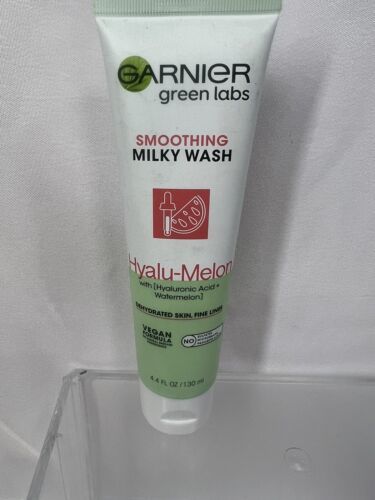 GARNIER
green labs
SMOOTHING
MILKY WASH
Hyalu-Melon
with [Hyaluronic Acid +
Watermelon]
DEHYDRATED SKIN, FINE LINES
VEGAN
FORMULA
NO
4.4 FL OZ / 130 ml